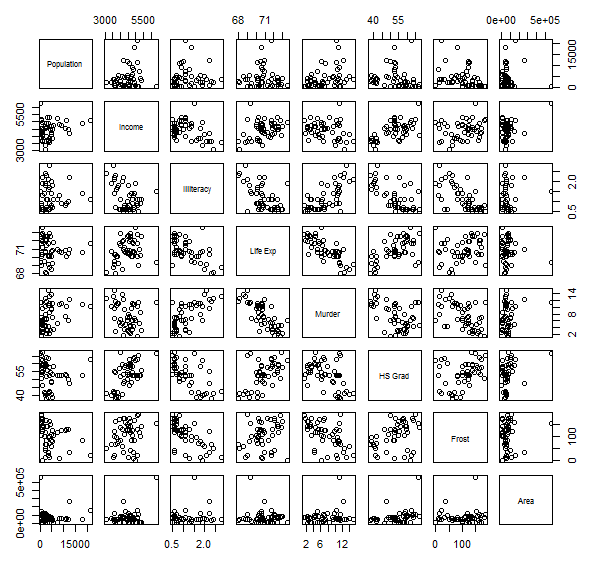 3000 5500 68 71 40 55 0e+00 5e+05
Population 15000 0
Income 3000 5500
Illiteracy 0.5 2.0
Life Exp 68 71
Murder 2 8 14
HS Grad 40 55
Frost 0 100
Area 0e+00 5e+05
0 15000 0.5 2.0 2 6 12 0 100